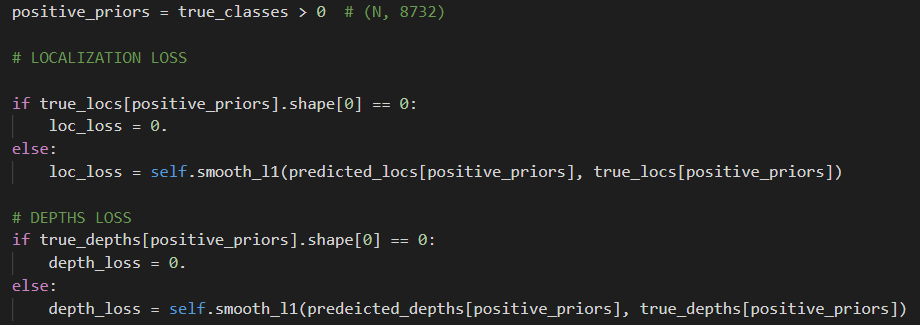 positive_priors = true_classes > 0  # (N, 8732)
# LOCALIZATION LOSS
if true_locs[positive_priors].shape[0] == 0:
    loc_loss = 0.
else:
    loc_loss = self.smooth_l1(predicted_locs[positive_priors], true_locs[positive_priors])
# DEPTHS LOSS
if true_depths[positive_priors].shape[0] == 0:
    depth_loss = 0.
else:
    depth_loss = self.smooth_l1(predeicted_depths[positive_priors], true_depths[positive_priors])